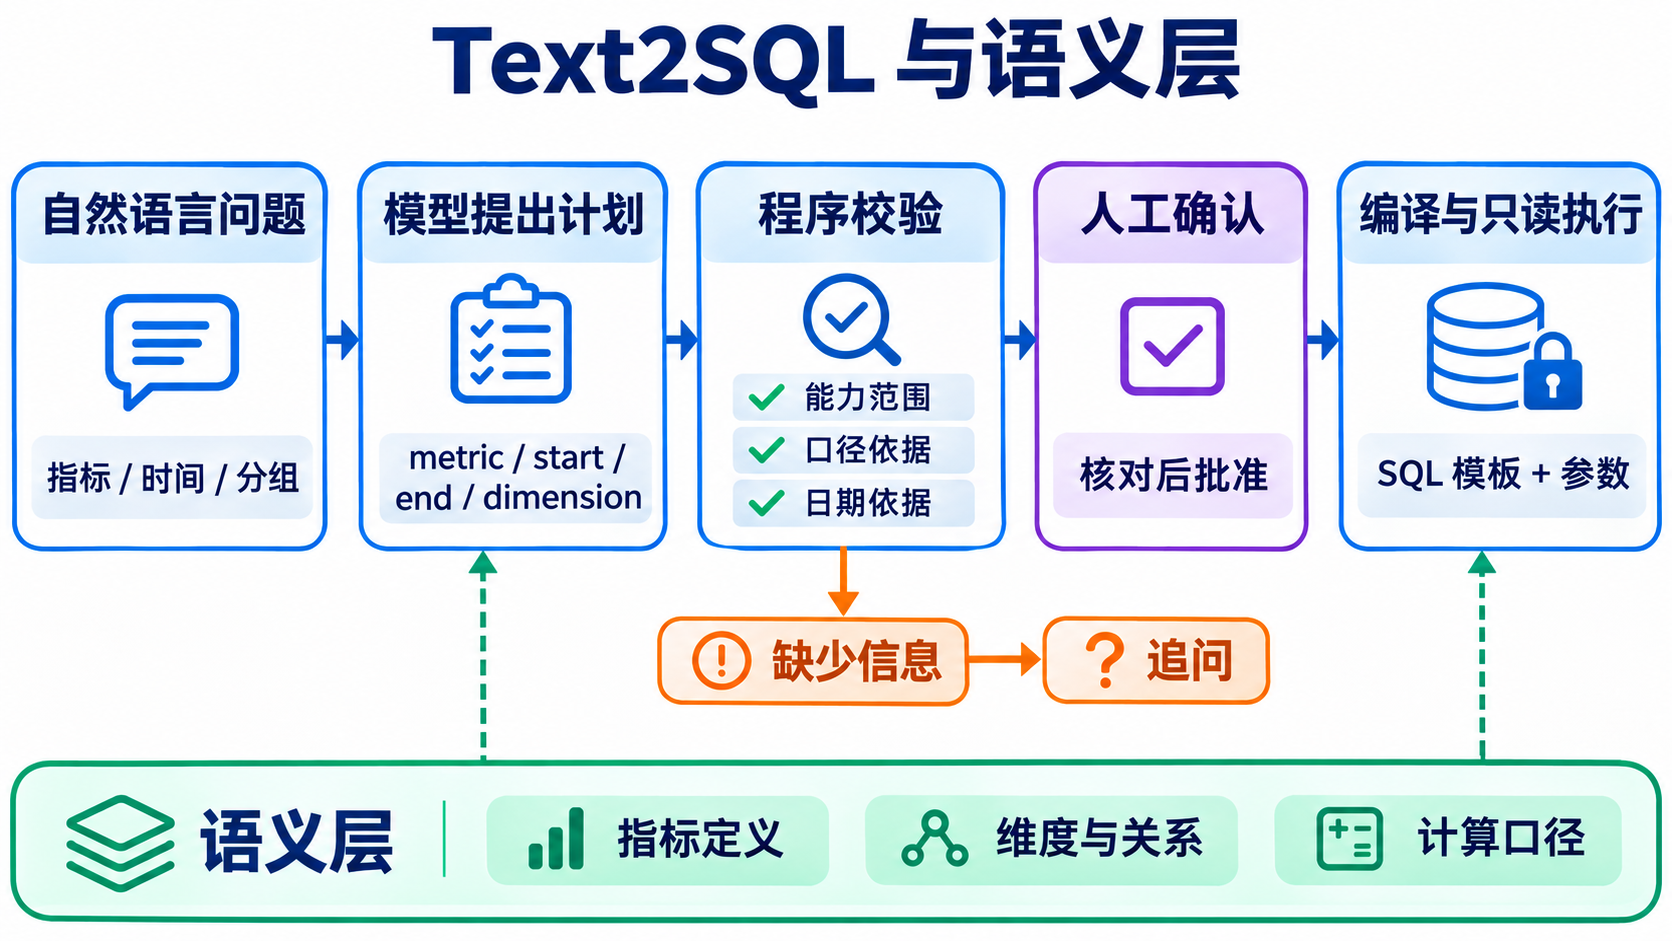 Text2SQL 与语义层
自然语言问题
指标 / 时间 / 分组
模型提出计划
metric / start /
end / dimension
程序校验
能力范围
口径依据
日期依据
人工确认
核对后批准
编译与只读执行
SQL 模板 + 参数
缺少信息
追问
语义层
指标定义
维度与关系
计算口径